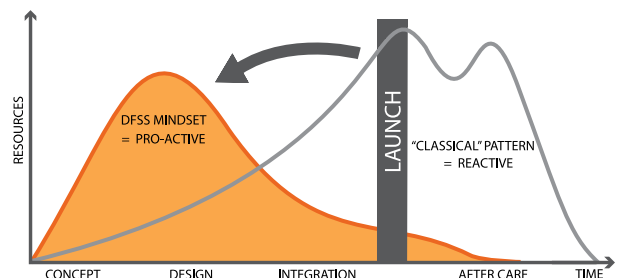 RESOURCES
DFSS MINDSET
= PRO-ACTIVE
LAUNCH
“CLASSICAL” PATTERN
= REACTIVE
CONCEPT DESIGN INTEGRATION AFTER CARE TIME